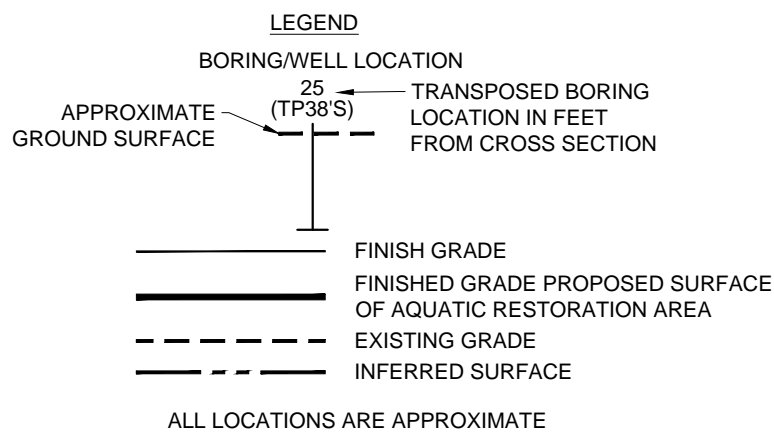 LEGEND
BORING/WELL LOCATION
25
(TP38'S)
TRANSPOSED BORING
LOCATION IN FEET
FROM CROSS SECTION
APPROXIMATE
GROUND SURFACE
FINISH GRADE
FINISHED GRADE PROPOSED SURFACE
OF AQUATIC RESTORATION AREA
EXISTING GRADE
INFERRED SURFACE
ALL LOCATIONS ARE APPROXIMATE